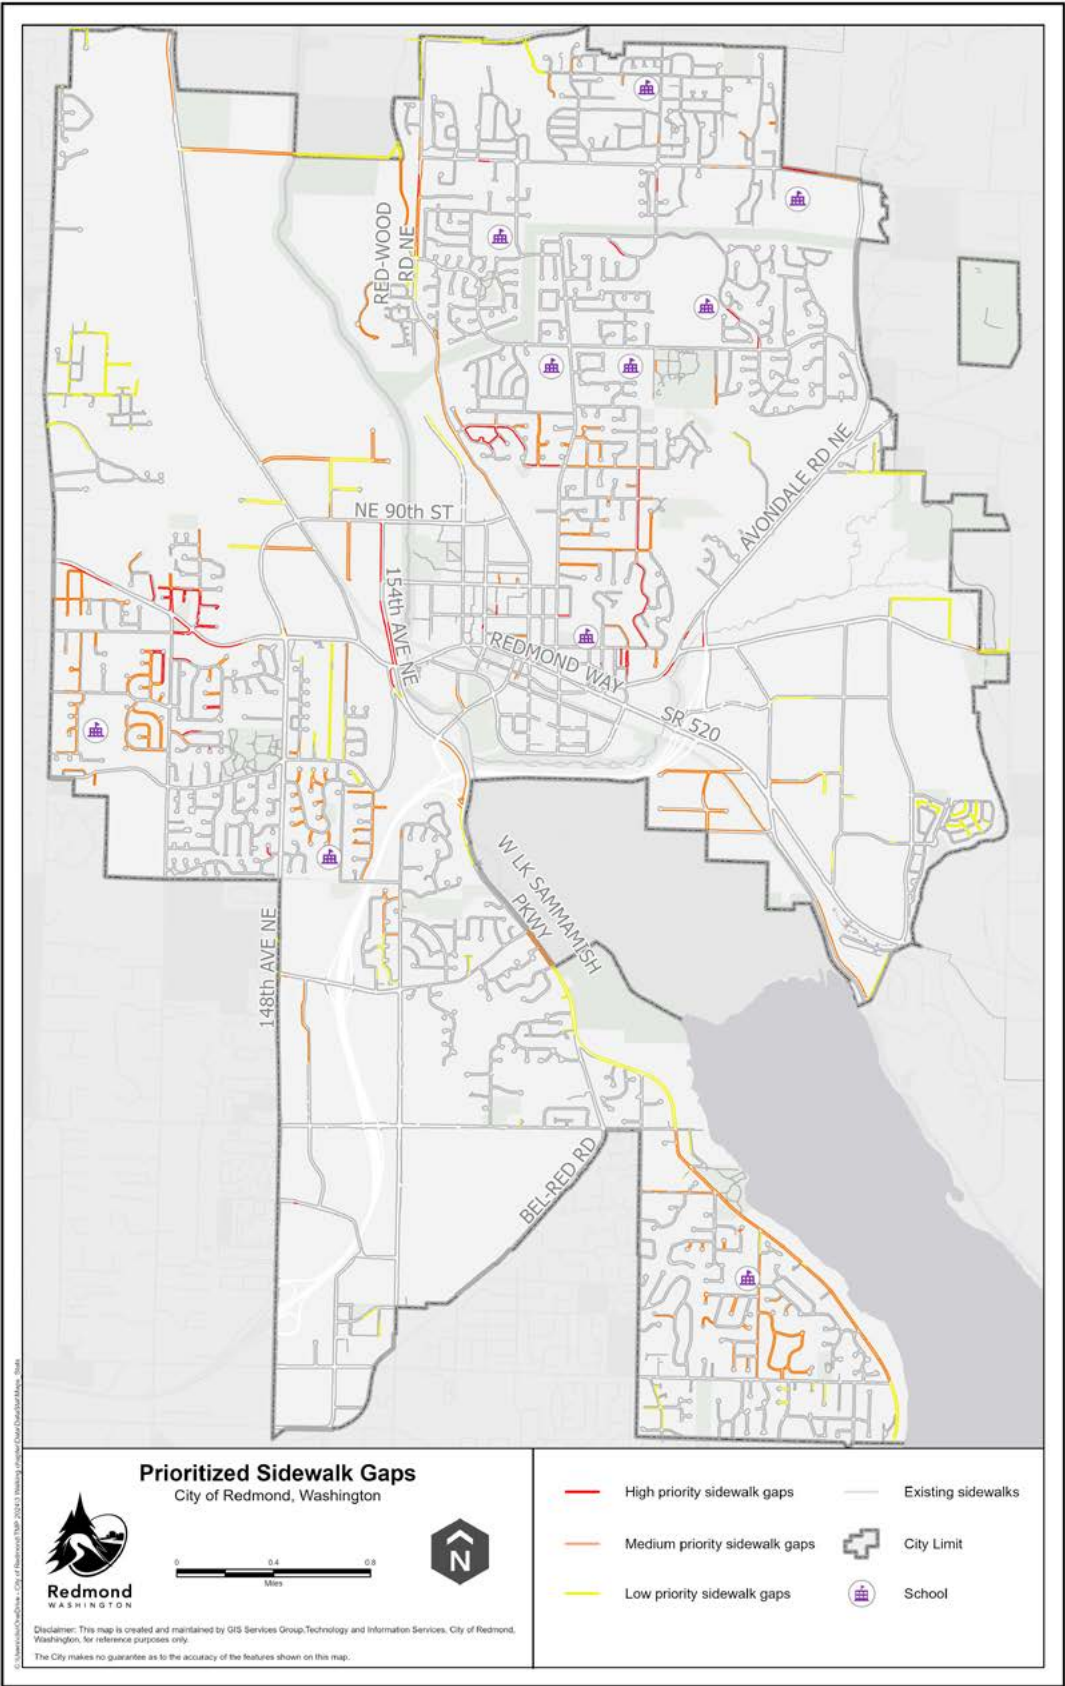 RED-WOOD
RD NE
AVONDALE RD NE
NE 90th ST
154th AVE NE
REDMOND WAY
SR 520
W LK SAMMAMISH
PKWY
148th AVE NE
BEL-RED RD
Prioritized Sidewalk Gaps
City of Redmond, Washington
Redmond
WASHINGTON
0 0.4 0.8
Miles
N
High priority sidewalk gaps
Medium priority sidewalk gaps
Low priority sidewalk gaps
Existing sidewalks
City Limit
School
Disclaimer: This map is created and maintained by GIS Services Group,Technology and Information Services, City of Redmond,
Washington, for reference purposes only.
The City makes no guarantee as to the accuracy of the features shown on this map.